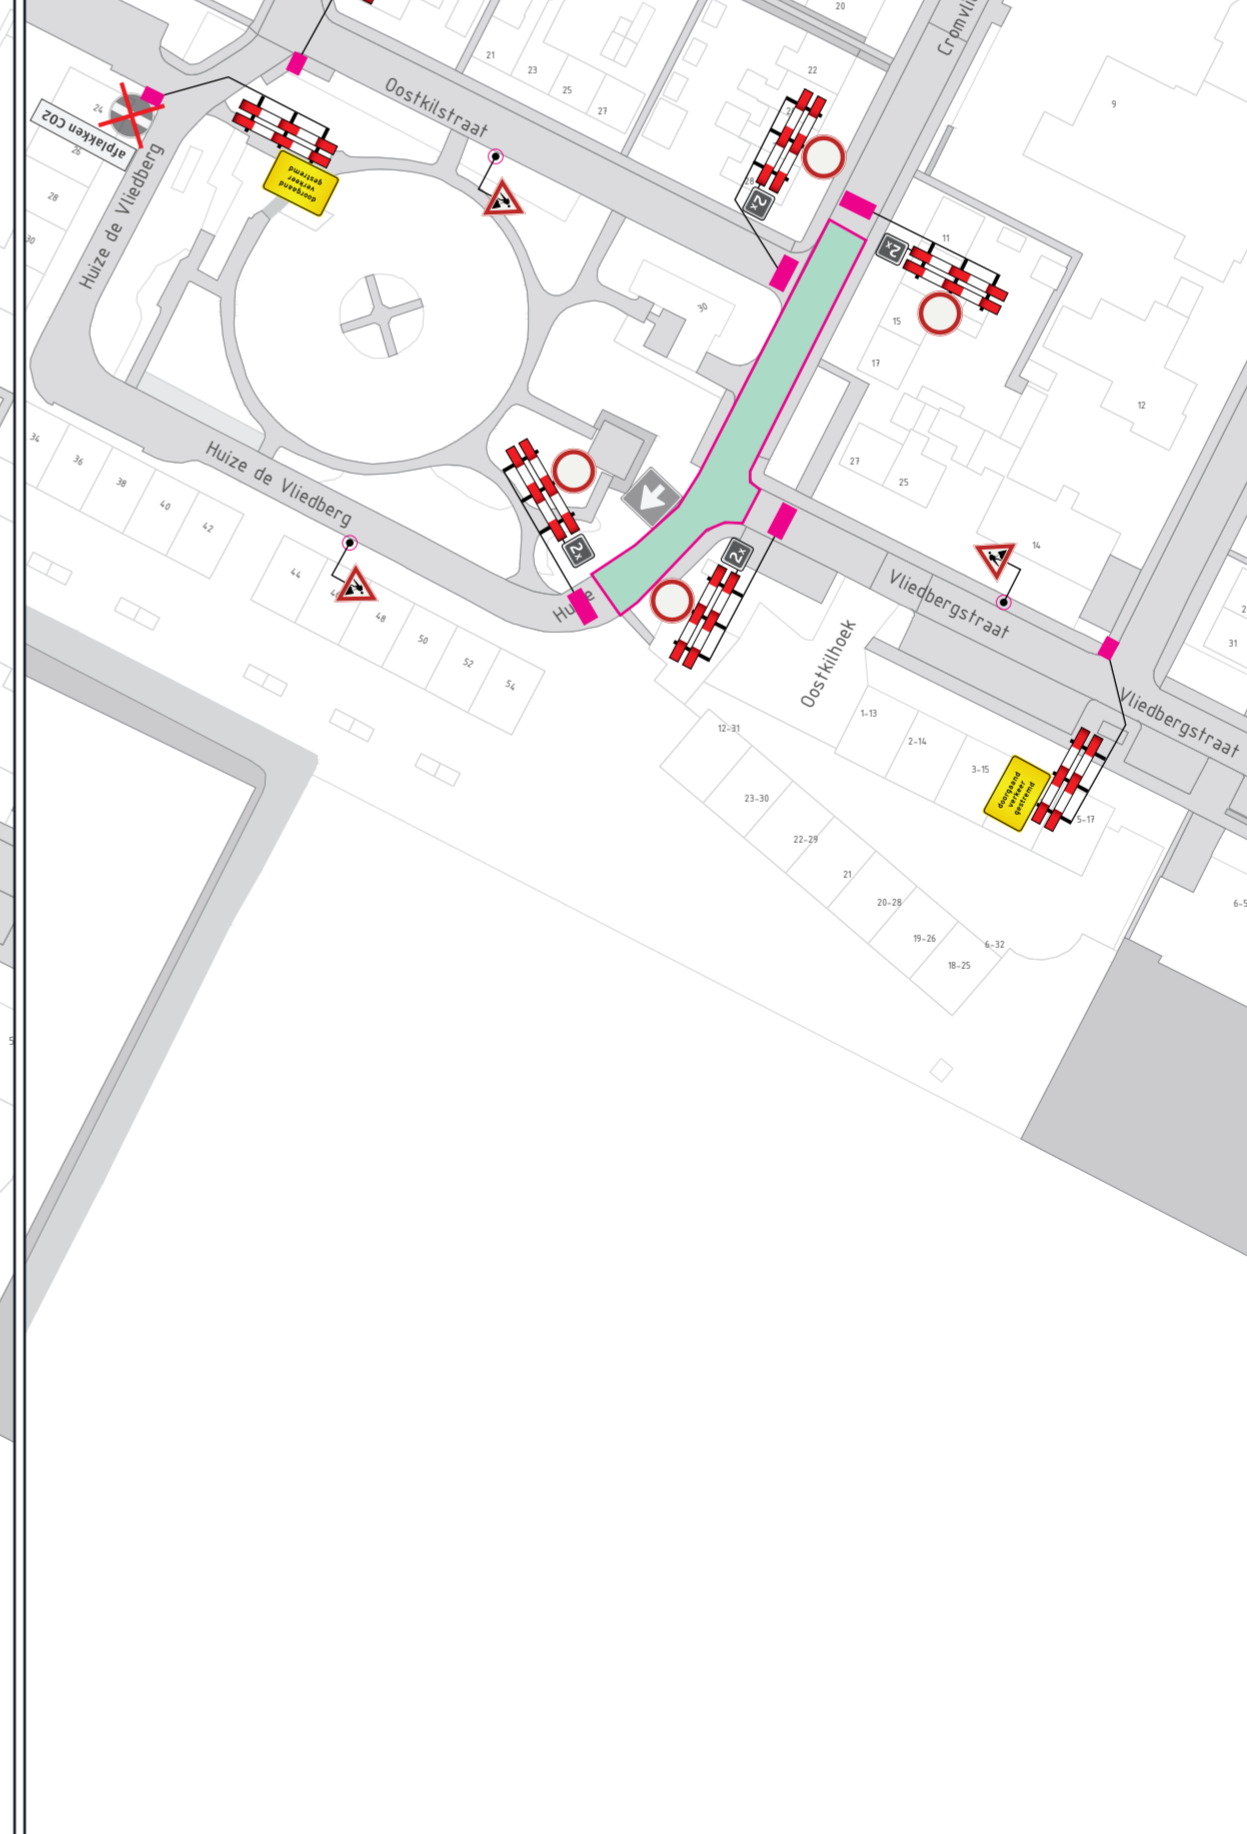 20
Cromvli
21
23
25
27
Oostkilstraat
22
9
24
afplakken C02
26
28
30
Huize de Vliedberg
doorgaand
verkeer
gestremd
28
2x
11
2x
15
17
30
12
34
36
38
40
42
Huize de Vliedberg
27
25
2x
2x
14
44
48
50
52
54
Huize
Vliedbergstraat
Oostkilhoek
31
Vliedbergstraat
1-13
2-14
3-15
5-17
doorgaand
verkeer
gestremd
12-31
23-30
22-29
21
20-28
19-26
18-25
6-32